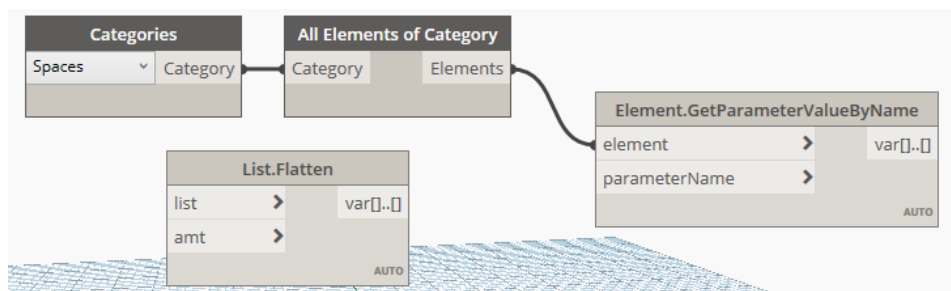 Categories
Spaces
Category
All Elements of Category
Category
Elements
Element.GetParameterValueByName
element
var[]..[]
parameterName
AUTO
List.Flatten
list
var[]..[]
amt
AUTO